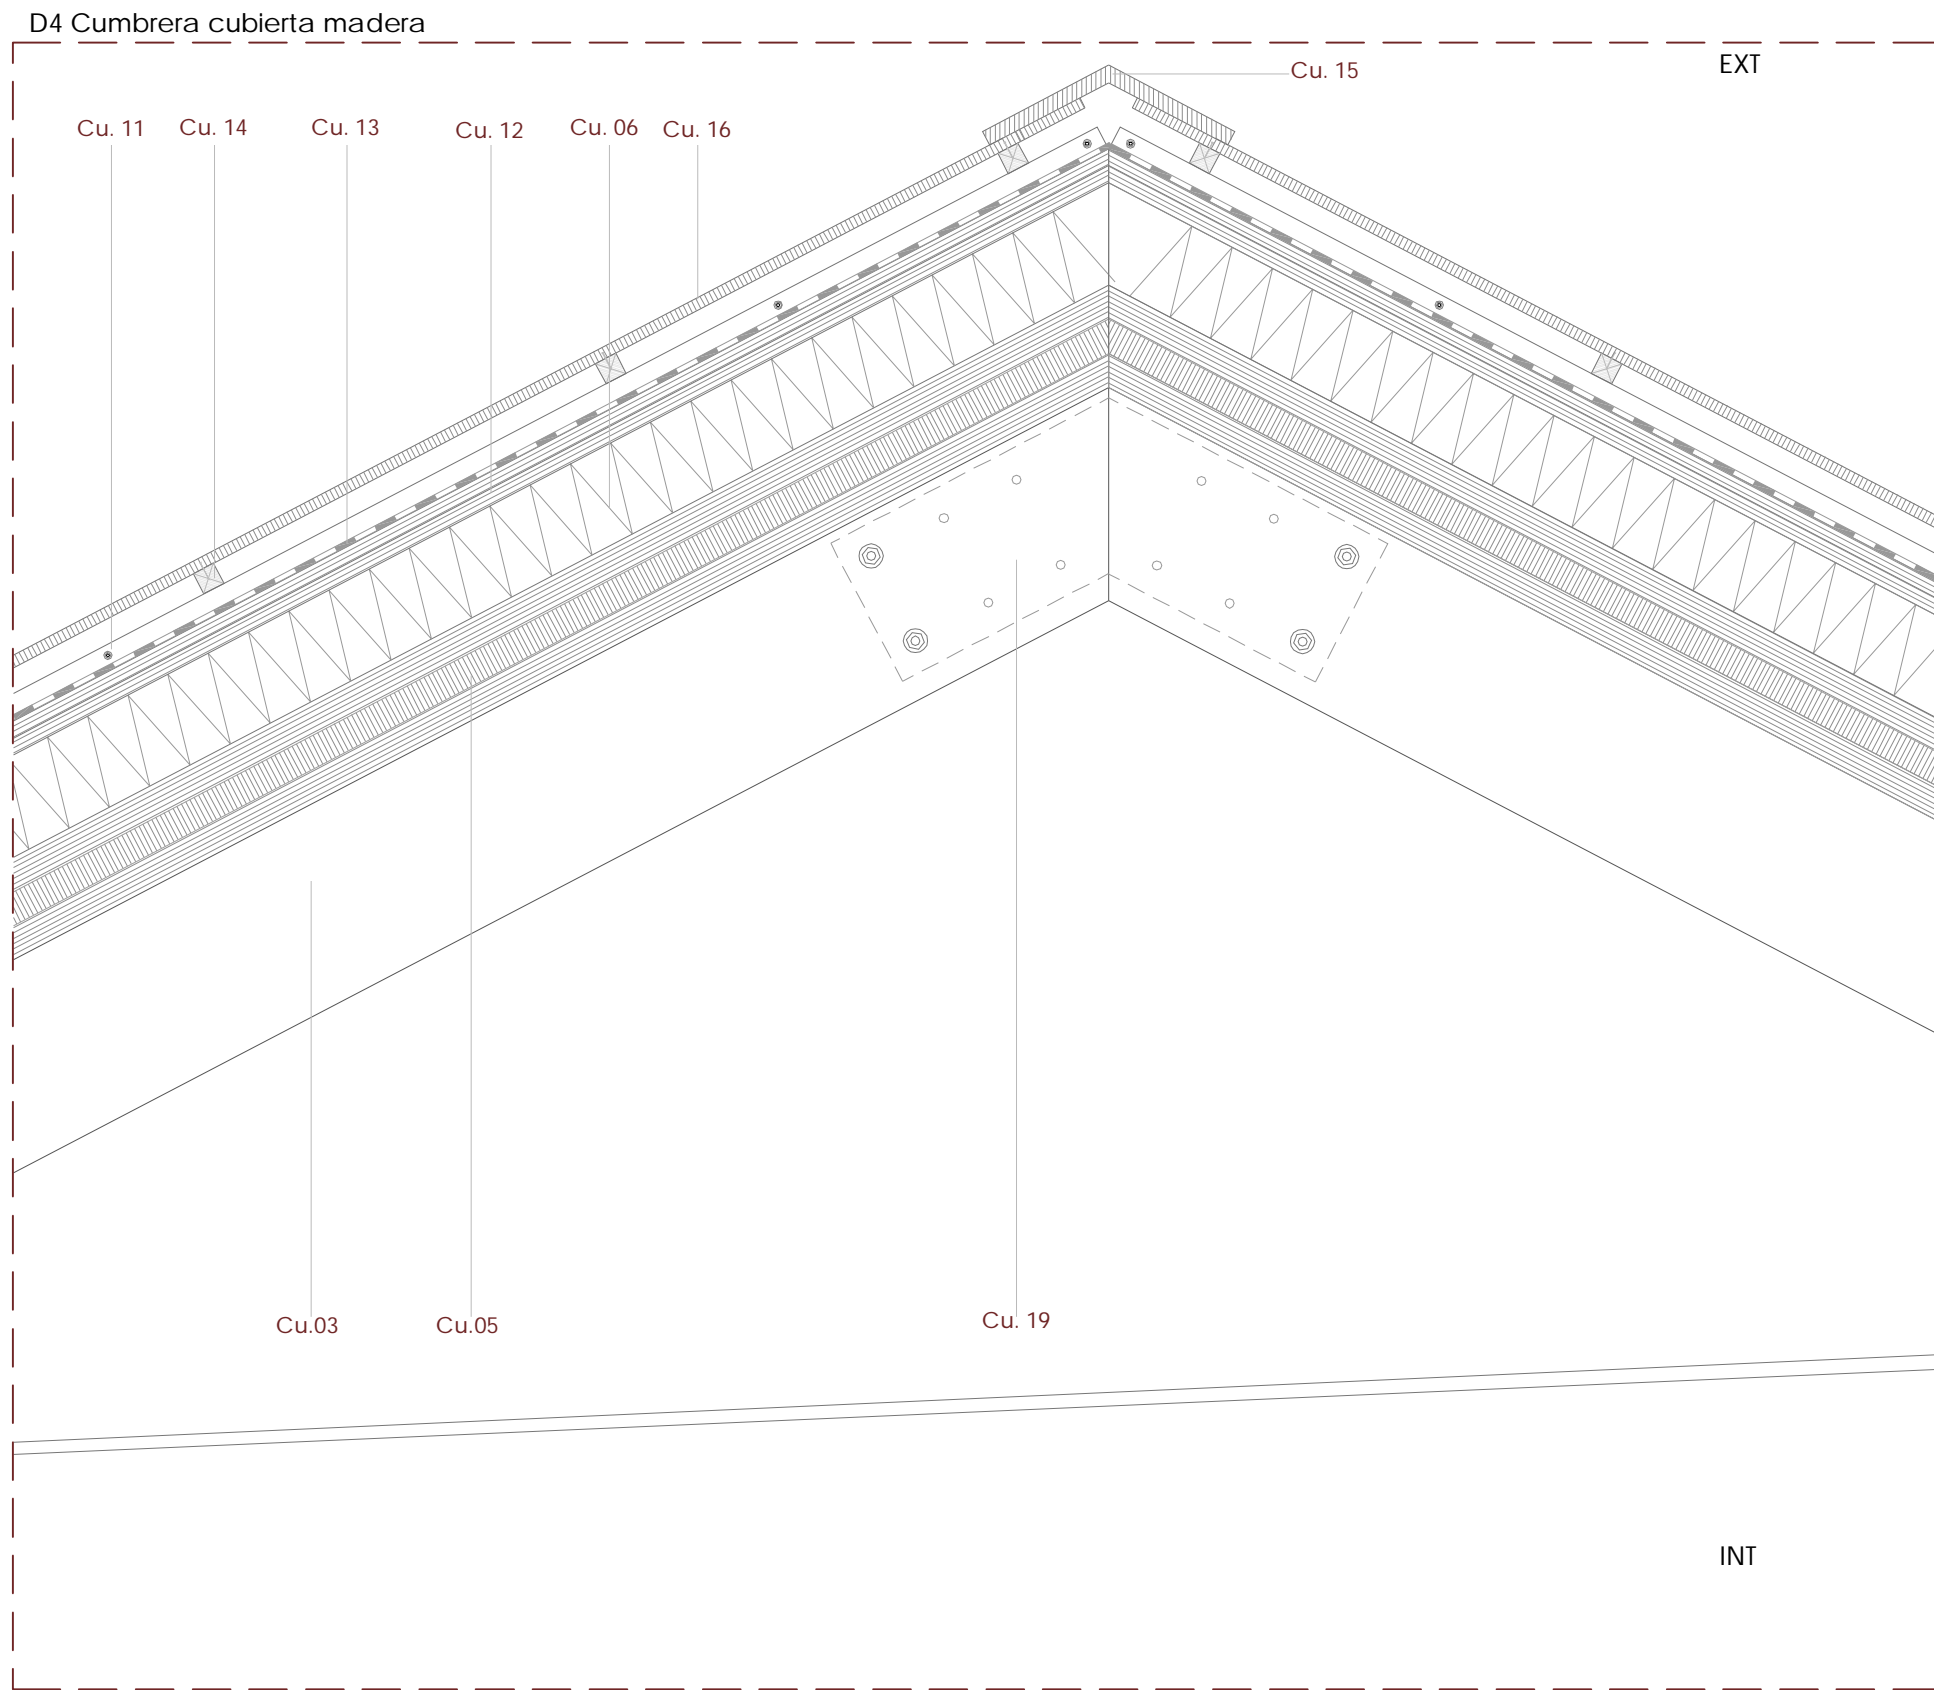 D4 Cumbrera cubierta madera
EXT
Cu. 15
Cu. 11 Cu. 14 Cu. 13 Cu. 12 Cu. 06 Cu. 16
Cu.03 Cu.05 Cu. 19
INT